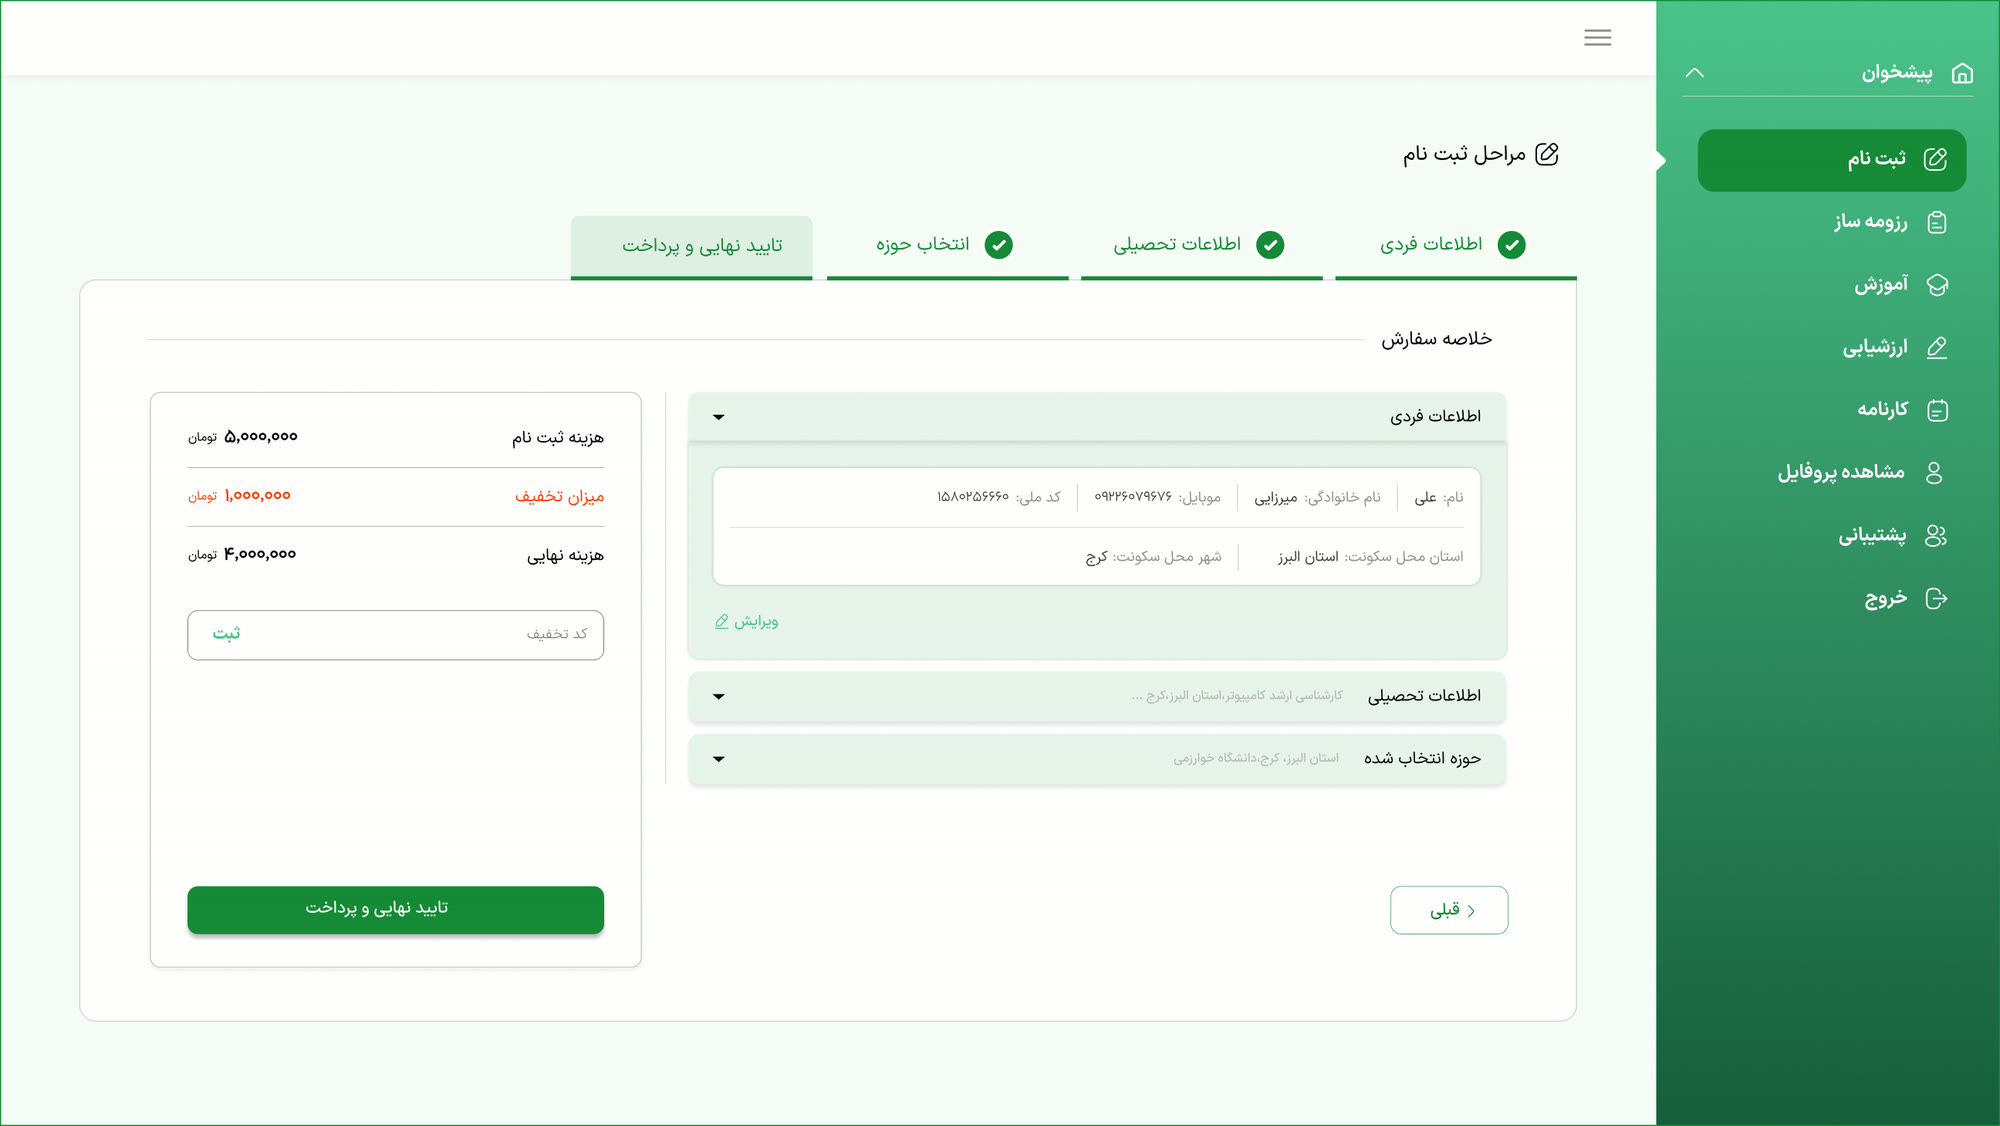 پیشخوان
ثبت نام
رزومه ساز
آموزش
ارزشیابی
کارنامه
مشاهده پروفایل
پشتیبانی
خروج
مراحل ثبت نام
اطلاعات فردی
اطلاعات تحصیلی
انتخاب حوزه
تایید نهایی و پرداخت
خلاصه سفارش
اطلاعات فردی
نام: علی
نام خانوادگی: میرزایی
موبایل: ۰۹۲۲۶۰۷۹۶۷۶
کد ملی: ۱۵۸۰۲۵۶۶۶۰
استان محل سکونت: استان البرز
شهر محل سکونت: کرج
ویرایش
اطلاعات تحصیلی کارشناسی ارشد کامپیوتر،استان البرز،کرج ...
حوزه انتخاب شده استان البرز، کرج،دانشگاه خوارزمی
قبلی
هزینه ثبت نام ۵,۰۰۰,۰۰۰ تومان
میزان تخفیف ۱,۰۰۰,۰۰۰ تومان
هزینه نهایی ۴,۰۰۰,۰۰۰ تومان
کد تخفیف ثبت
تایید نهایی و پرداخت